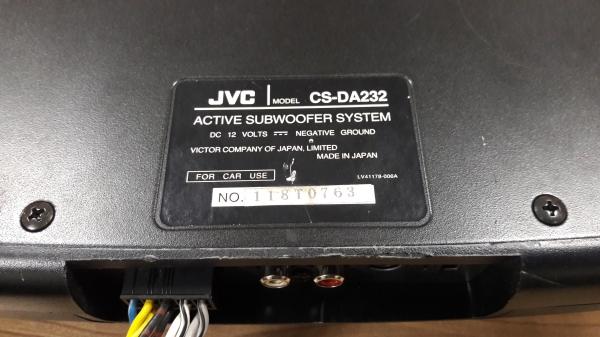 JVC MODEL CS-DA232
ACTIVE SUBWOOFER SYSTEM
DC 12 VOLTS ⎓ NEGATIVE GROUND
VICTOR COMPANY OF JAPAN, LIMITED
MADE IN JAPAN
FOR CAR USE LV41179-006A
NO. 118T0763